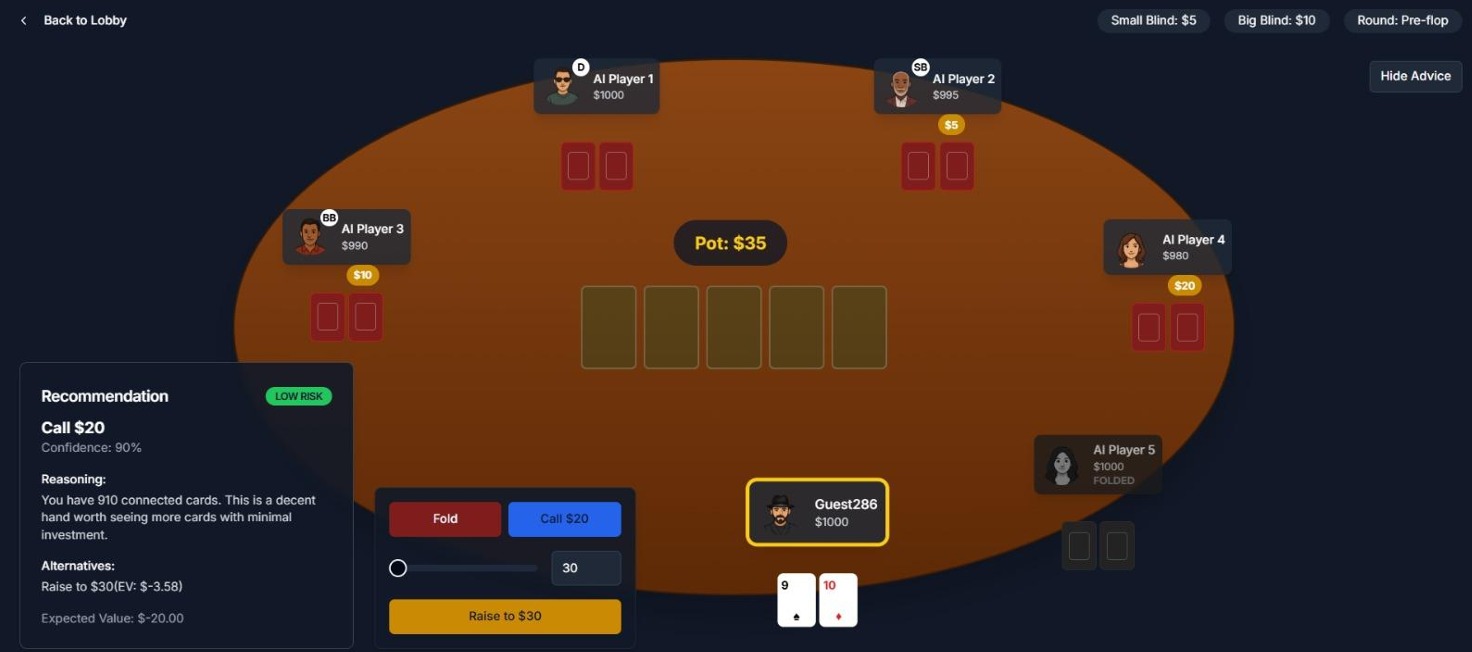 Back to Lobby
Small Blind: $5
Big Blind: $10
Round: Pre-flop
Hide Advice
D
AI Player 1
$1000
SB
AI Player 2
$995
$5
BB
AI Player 3
$990
$10
Pot: $35
AI Player 4
$980
$20
AI Player 5
$1000
FOLDED
Recommendation
LOW RISK
Call $20
Confidence: 90%
Reasoning:
You have 910 connected cards. This is a decent
hand worth seeing more cards with minimal
investment.
Alternatives:
Raise to $30(EV: $-3.58)
Expected Value: $-20.00
Fold
Call $20
30
Raise to $30
Guest286
$1000
9
♠
10
♦